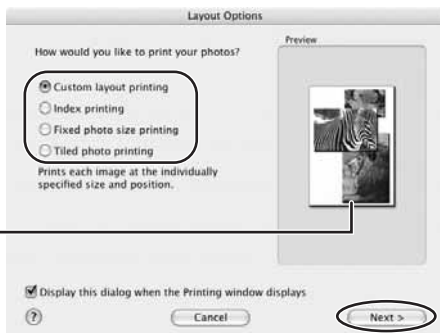 Layout Options
How would you like to print your photos?
Preview
Custom layout printing
Index printing
Fixed photo size printing
Tiled photo printing
Prints each image at the individually
specified size and position.
Display this dialog when the Printing window displays
?
Cancel
Next >